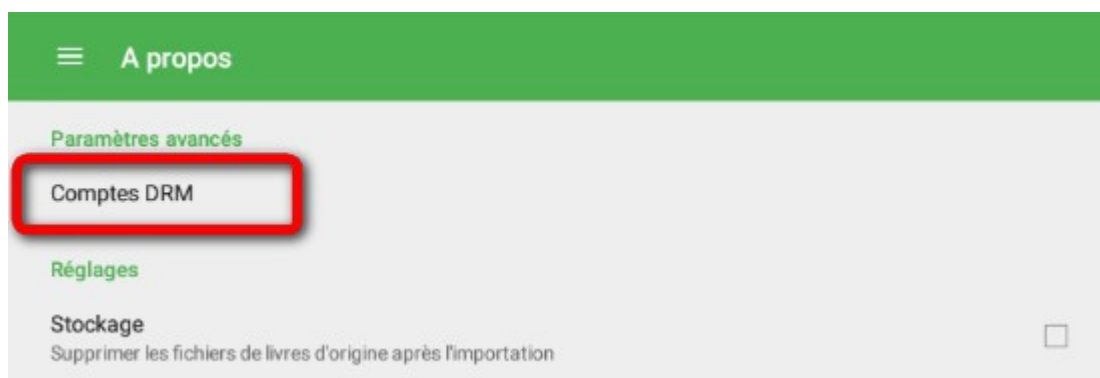 A propos
Paramètres avancés
Comptes DRM
Réglages
Stockage
Supprimer les fichiers de livres d'origine après l'importation